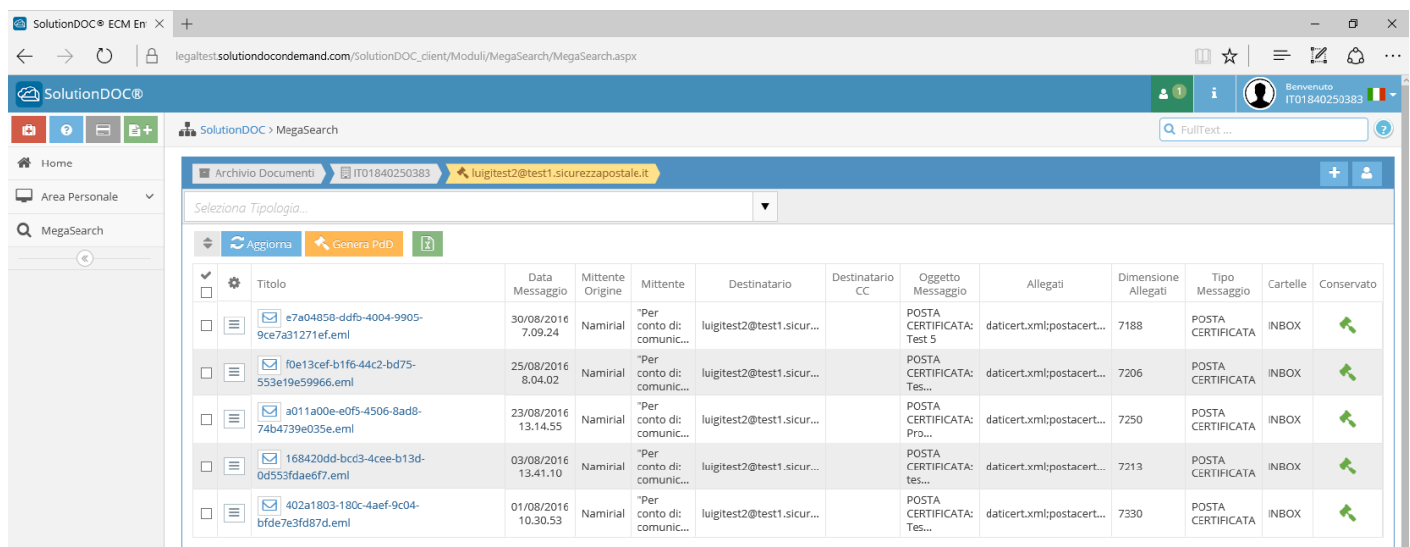 SolutionDOC® ECM En
legaltest.solutiondocondemand.com/SolutionDOC_client/Moduli/MegaSearch/MegaSearch.aspx
SolutionDOC®
1
Benvenuto
IT01840250383
SolutionDOC > MegaSearch
FullText ...
Home
Area Personale
MegaSearch
Archivio Documenti
IT01840250383
luigitest2@test1.sicurezzapostale.it
Seleziona Tipologia...
Aggiorna
Genera PdD
Titolo
Data Messaggio
Mittente Origine
Mittente
Destinatario
Destinatario CC
Oggetto Messaggio
Allegati
Dimensione Allegati
Tipo Messaggio
Cartelle
Conservato
e7a04858-ddfb-4004-9905-
9ce7a31271ef.eml
30/08/2016
7.09.24
Namirial
"Per
conto di:
comunic...
luigitest2@test1.sicur...
POSTA
CERTIFICATA:
Test 5
daticert.xml;postacert...
7188
POSTA
CERTIFICATA
INBOX
f0e13cef-b1f6-44c2-bd75-
553e19e59966.eml
25/08/2016
8.04.02
Namirial
"Per
conto di:
comunic...
luigitest2@test1.sicur...
POSTA
CERTIFICATA:
Tes...
daticert.xml;postacert...
7206
POSTA
CERTIFICATA
INBOX
a011a00e-e0f5-4506-8ad8-
74b4739e035e.eml
23/08/2016
13.14.55
Namirial
"Per
conto di:
comunic...
luigitest2@test1.sicur...
POSTA
CERTIFICATA:
Pro...
daticert.xml;postacert...
7250
POSTA
CERTIFICATA
INBOX
168420dd-bcd3-4cee-b13d-
0d553fdae6f7.eml
03/08/2016
13.41.10
Namirial
"Per
conto di:
comunic...
luigitest2@test1.sicur...
POSTA
CERTIFICATA:
tes...
daticert.xml;postacert...
7213
POSTA
CERTIFICATA
INBOX
402a1803-180c-4aef-9c04-
bfde7e3fd87d.eml
01/08/2016
10.30.53
Namirial
"Per
conto di:
comunic...
luigitest2@test1.sicur...
POSTA
CERTIFICATA:
Tes...
daticert.xml;postacert...
7330
POSTA
CERTIFICATA
INBOX